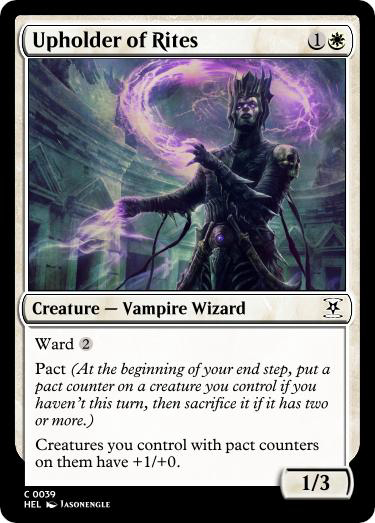 Upholder of Rites 1
Creature — Vampire Wizard
Ward 2
Pact (At the beginning of your end step, put a
pact counter on a creature you control if you
haven't this turn, then sacrifice it if it has two
or more.)
Creatures you control with pact counters
on them have +1/+0.
1/3
C 0039
HEL JASONENGLE